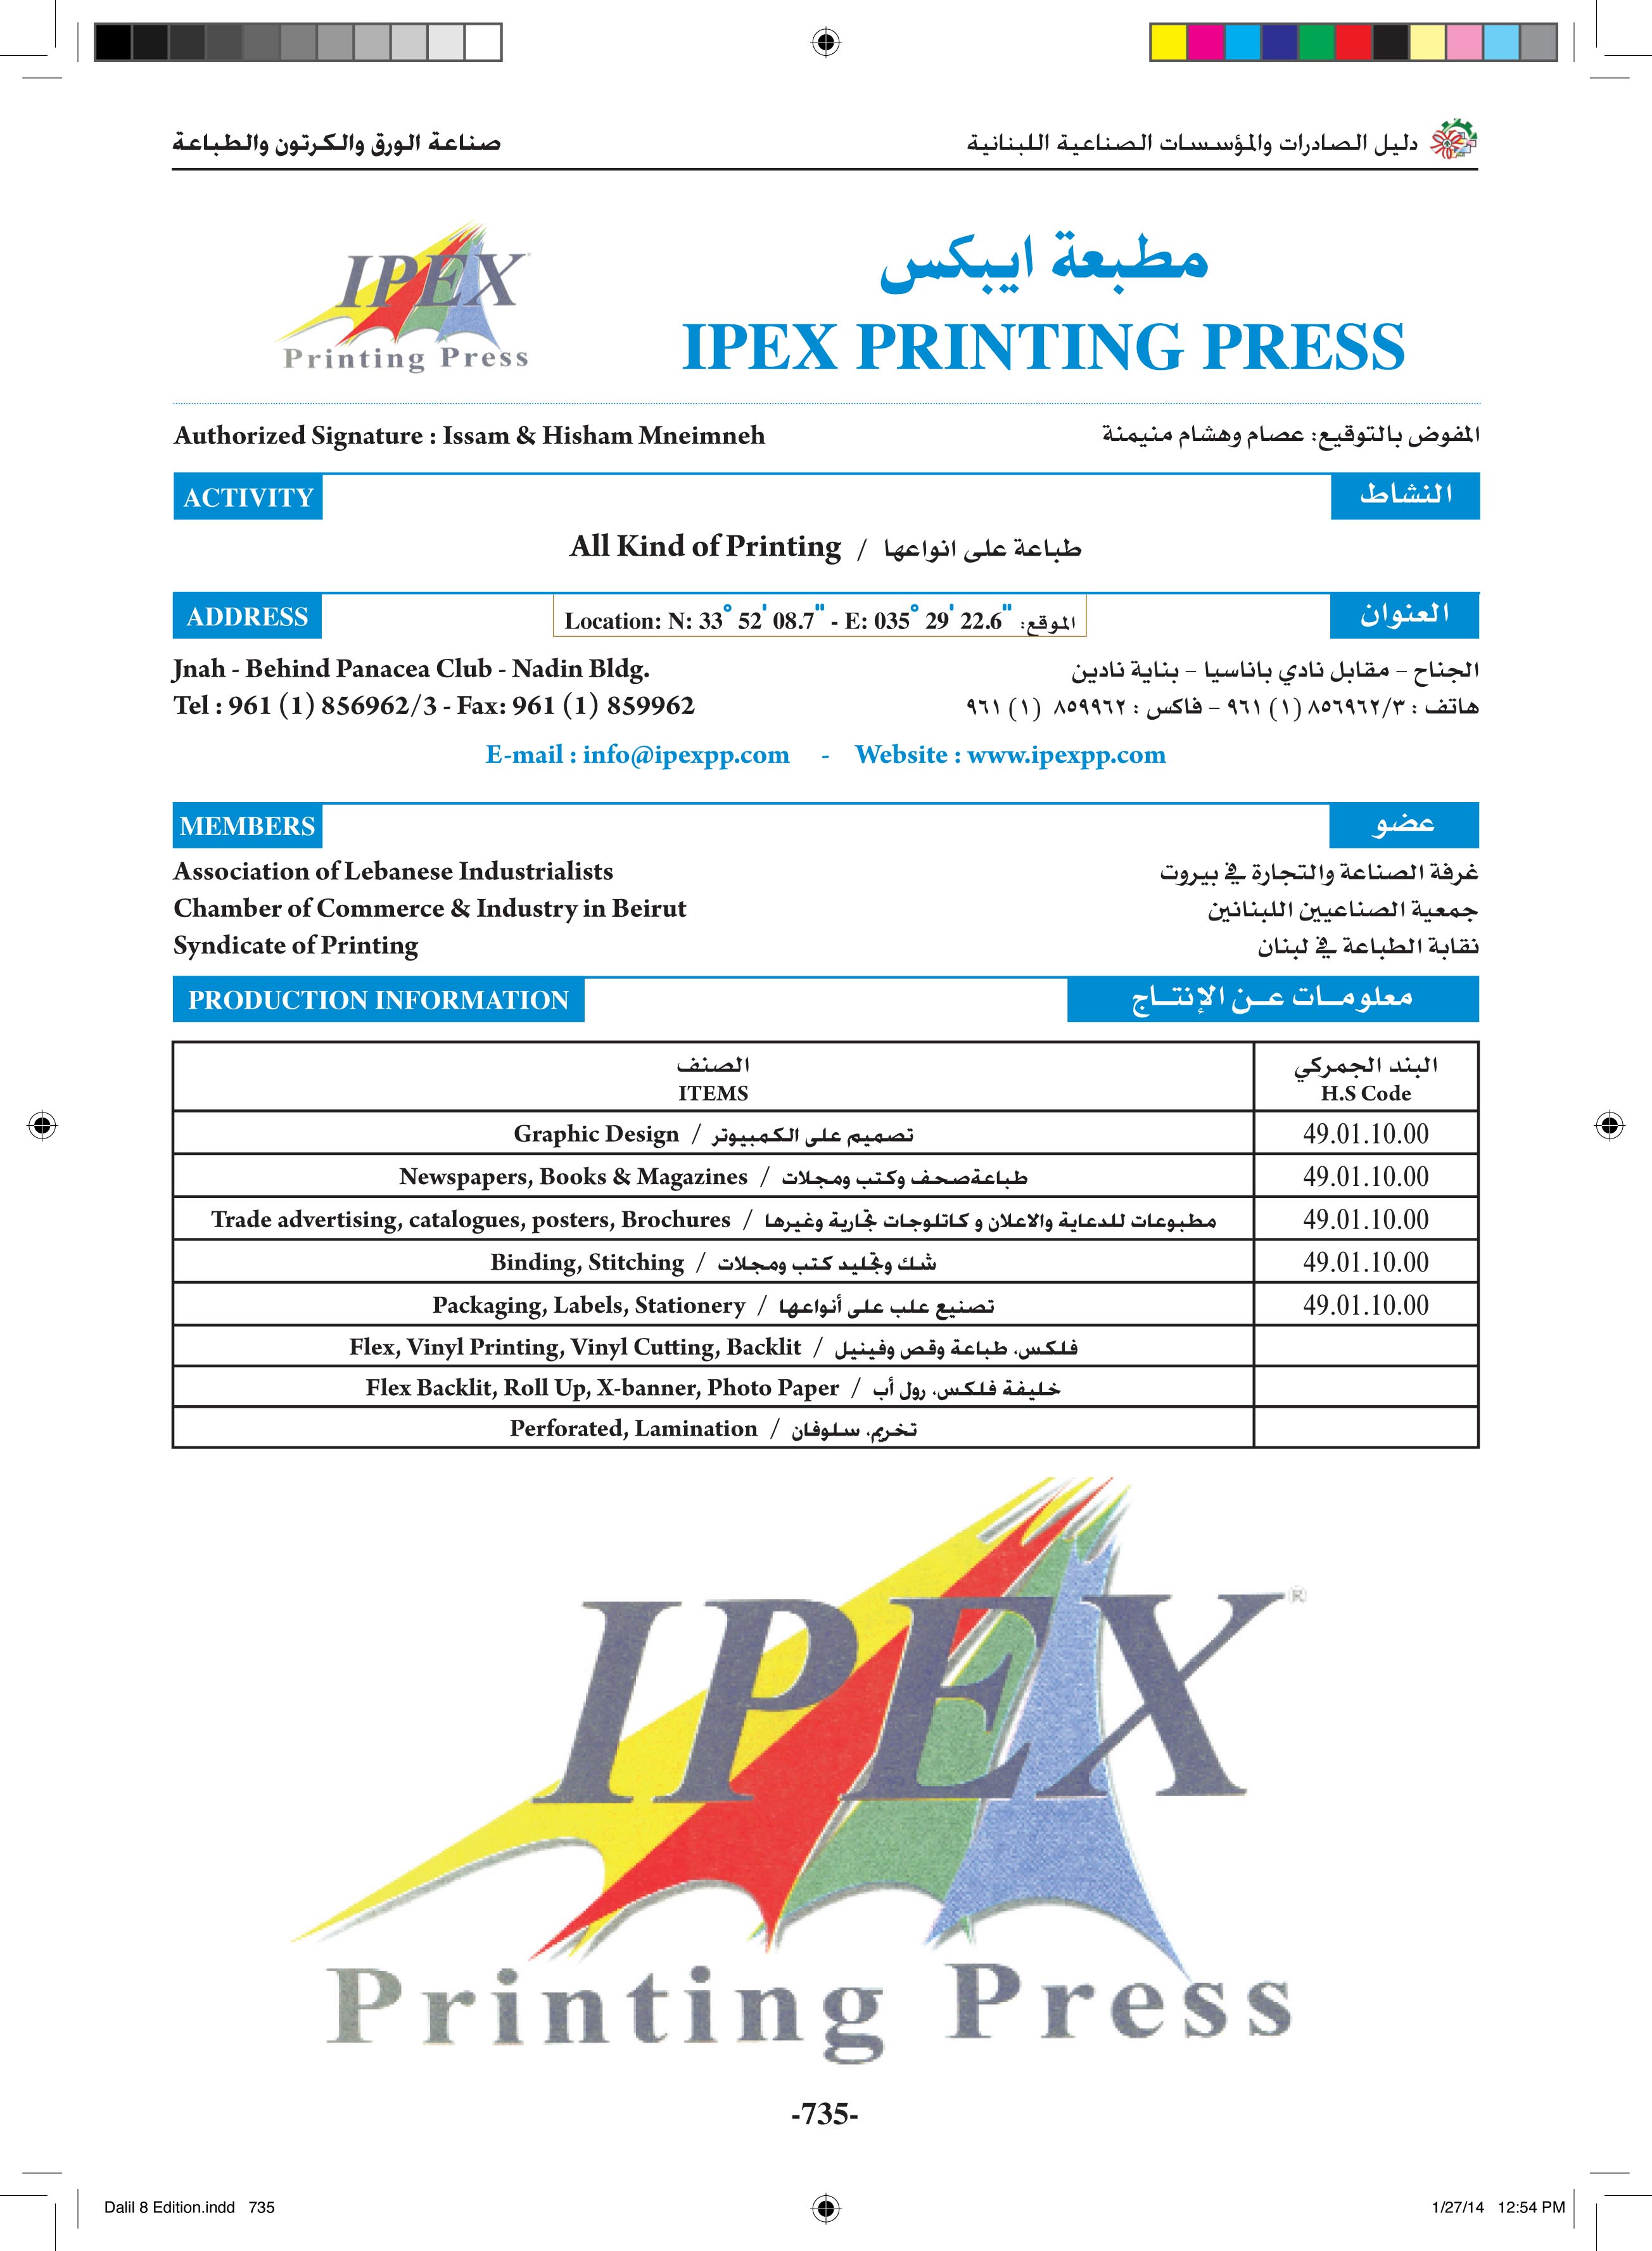 صناعة الورق والكرتون والطباعة
دليل الصادرات والمؤسسات الصناعية اللبنانية
IPEX
Printing Press
مطبعة ايبكس
IPEX PRINTING PRESS
Authorized Signature : Issam & Hisham Mneimneh
المفوض بالتوقيع: عصام وهشام منيمنة
ACTIVITY
النشاط
All Kind of Printing / طباعة على انواعها
ADDRESS
Location: N: 33° 52' 08.7" - E: 035° 29' 22.6" الموقع:
العنوان
Jnah - Behind Panacea Club - Nadin Bldg.
الجناح – مقابل نادي باناسيا – بناية نادين
Tel : 961 (1) 856962/3 - Fax: 961 (1) 859962
هاتف : ٨٥٦٩٦٢/٣ (١) ٩٦١ – فاكس : ٨٥٩٩٦٢ (١) ٩٦١
E-mail : info@ipexpp.com - Website : www.ipexpp.com
MEMBERS
عضو
Association of Lebanese Industrialists
غرفة الصناعة والتجارة في بيروت
Chamber of Commerce & Industry in Beirut
جمعية الصناعيين اللبنانين
Syndicate of Printing
نقابة الطباعة في لبنان
PRODUCTION INFORMATION
معلومـات عـن الإنتـاج
الصنف
البند الجمركي
ITEMS
H.S Code
Graphic Design / تصميم على الكمبيوتر
49.01.10.00
Newspapers, Books & Magazines / طباعةصحف وكتب ومجلات
49.01.10.00
Trade advertising, catalogues, posters, Brochures / مطبوعات للدعاية والاعلان و كاتلوجات تجارية وغيرها
49.01.10.00
Binding, Stitching / شك وتجليد كتب ومجلات
49.01.10.00
Packaging, Labels, Stationery / تصنيع علب على أنواعها
49.01.10.00
Flex, Vinyl Printing, Vinyl Cutting, Backlit / فلكس، طباعة وقص وفينيل
Flex Backlit, Roll Up, X-banner, Photo Paper / خليفة فلكس، رول أب
Perforated, Lamination / تخريم، سلوفان
IPEX®
Printing Press
-735-
Dalil 8 Edition.indd 735
1/27/14 12:54 PM